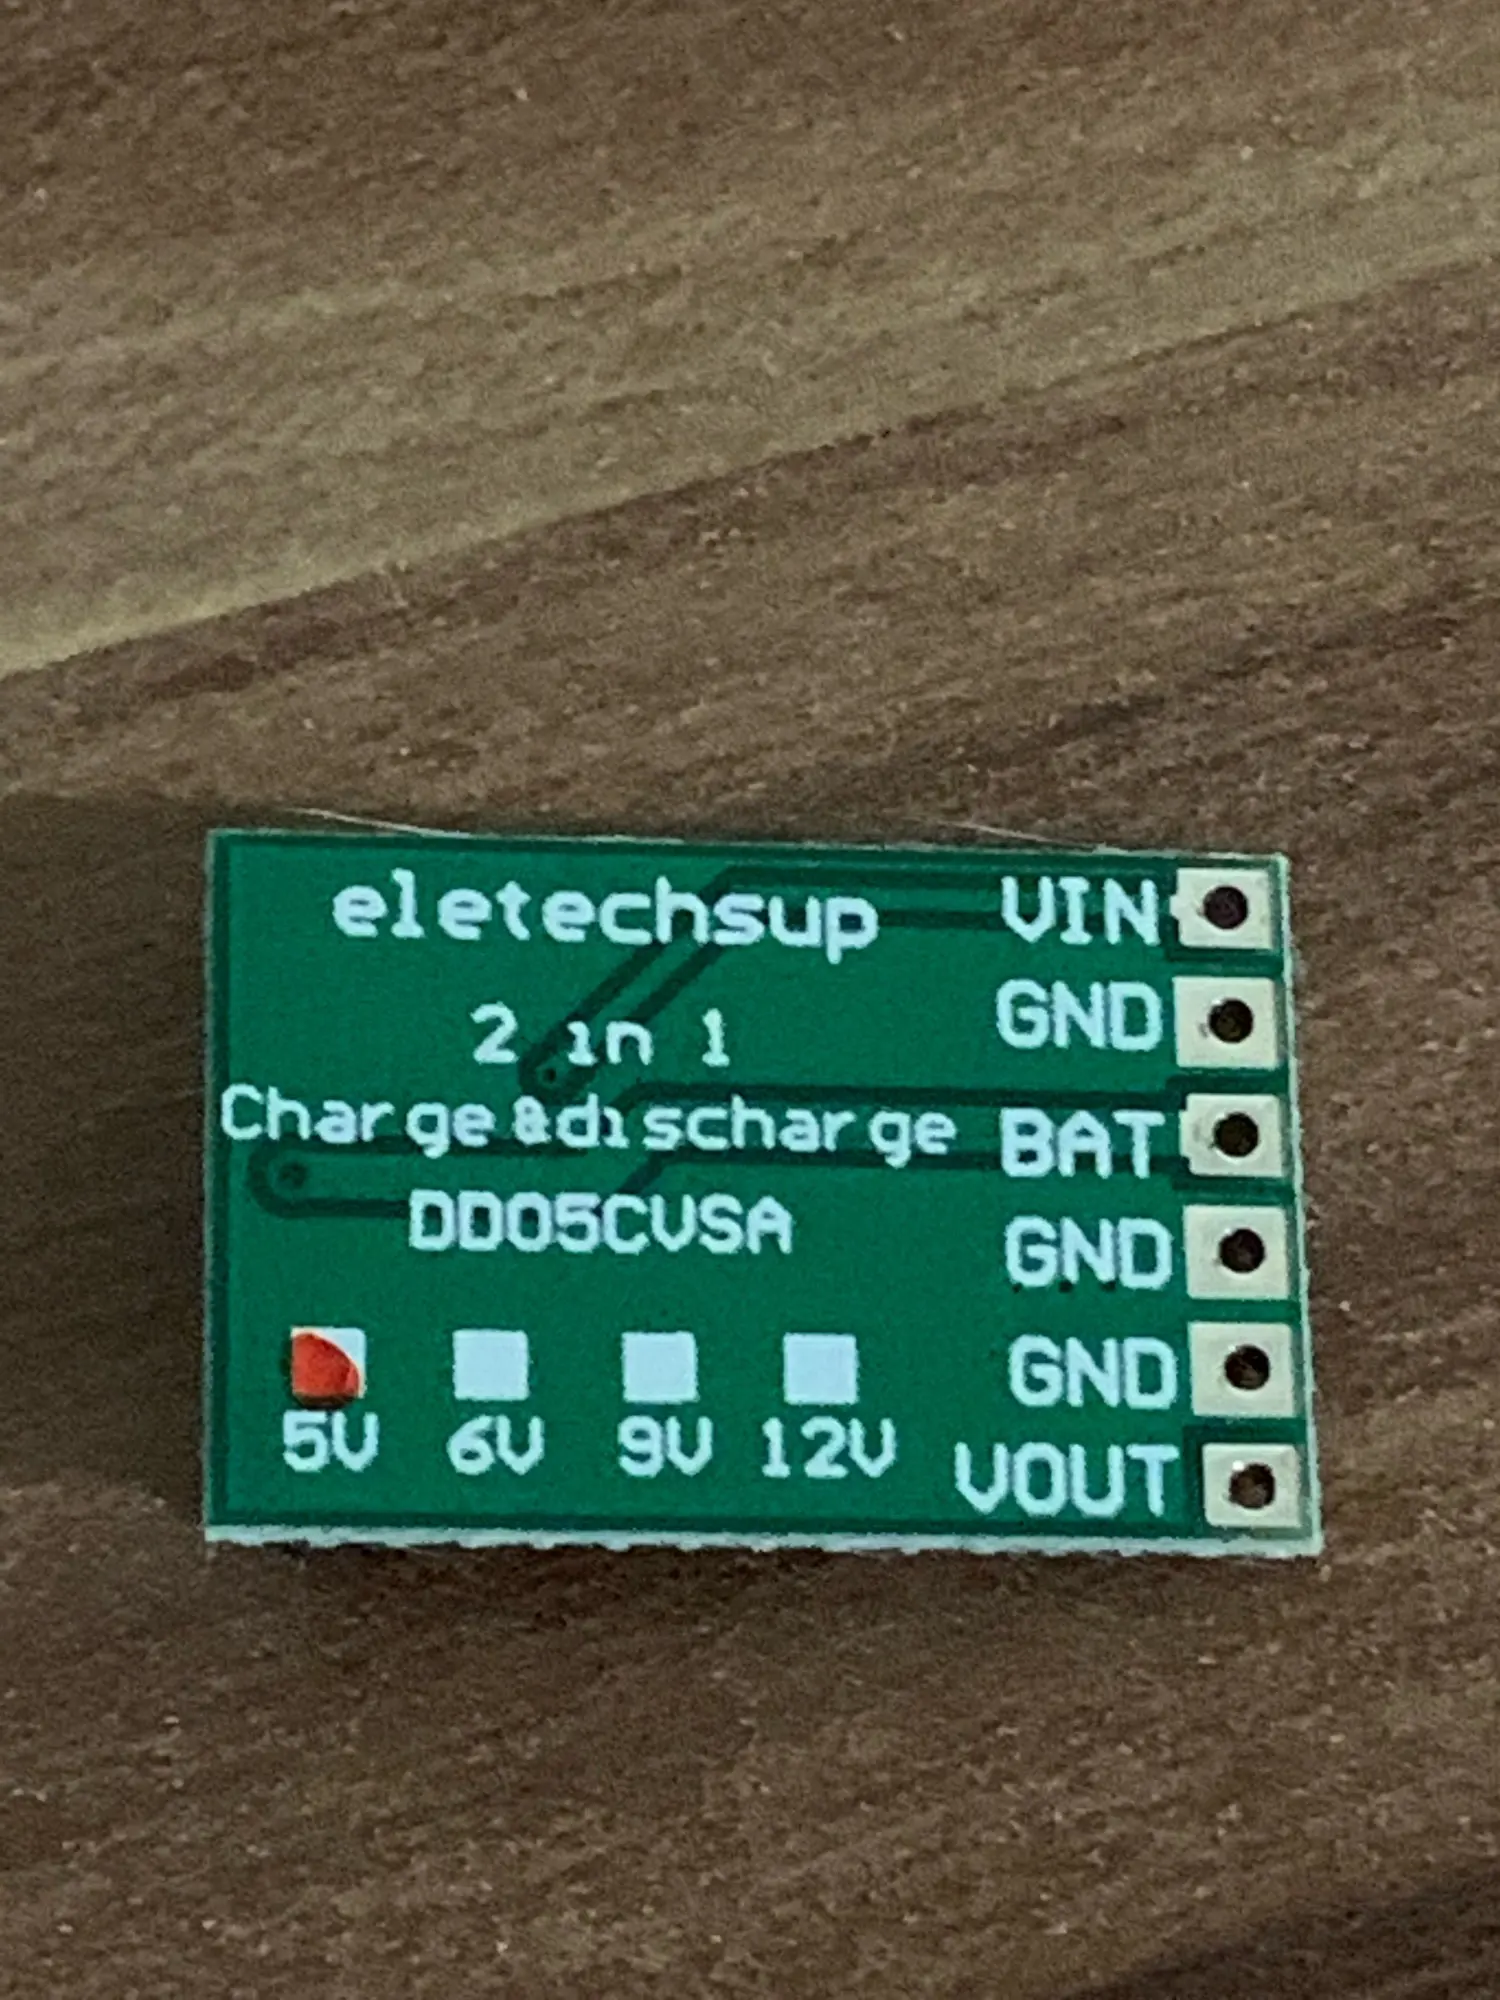 eletechsup
2 in 1
Charge&discharge
DD05CVSA
5V 6V 9V 12V
VIN
GND
BAT
GND
GND
VOUT